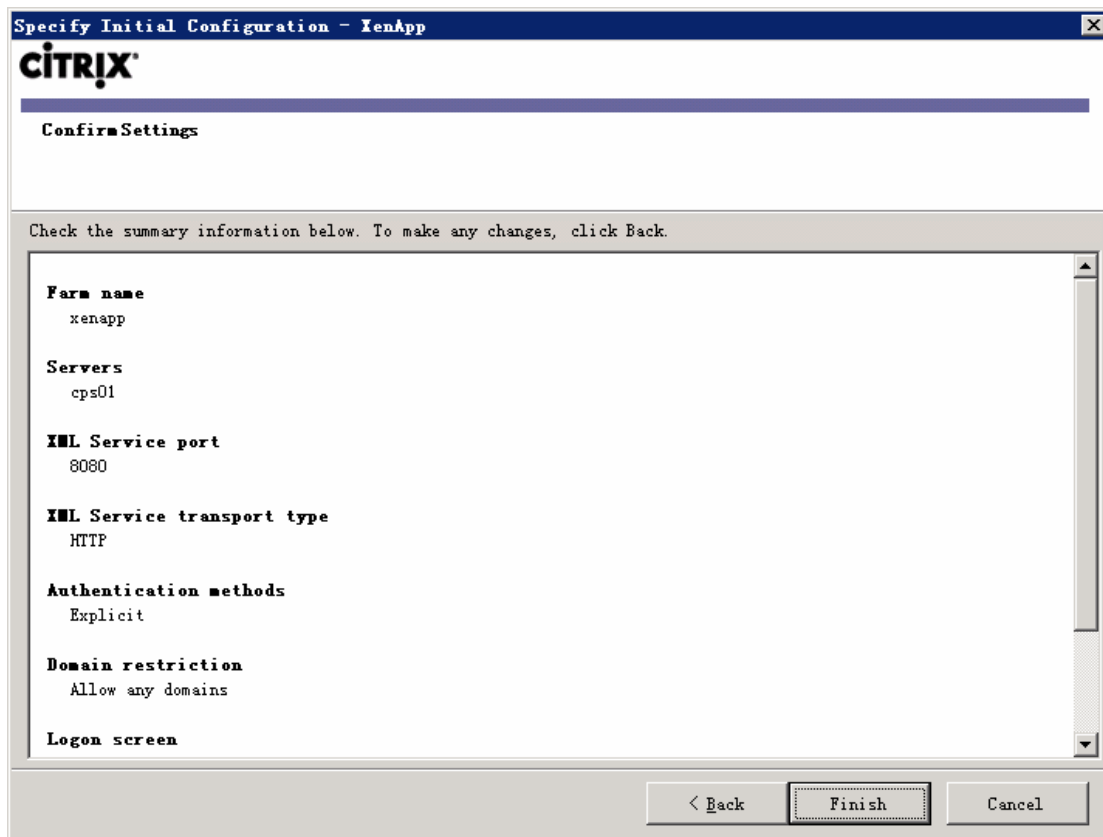 Specify Initial Configuration - XenApp
CITRIX
Confirm Settings
Check the summary information below. To make any changes, click Back.
Farm name
xenapp
Servers
cps01
XML Service port
8080
XML Service transport type
HTTP
Authentication methods
Explicit
Domain restriction
Allow any domains
Logon screen
< Back
Finish
Cancel